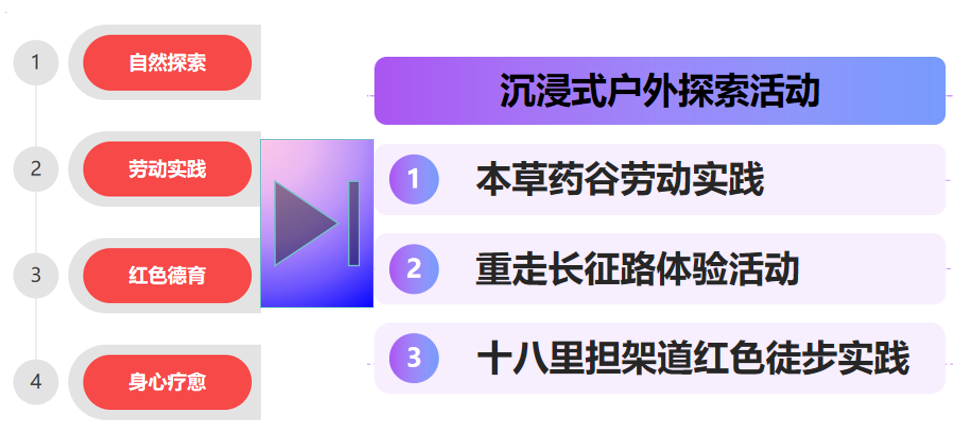 1 自然探索
2 劳动实践
3 红色德育
4 身心疗愈
沉浸式户外探索活动
1 本草药谷劳动实践
2 重走长征路体验活动
3 十八里担架道红色徒步实践